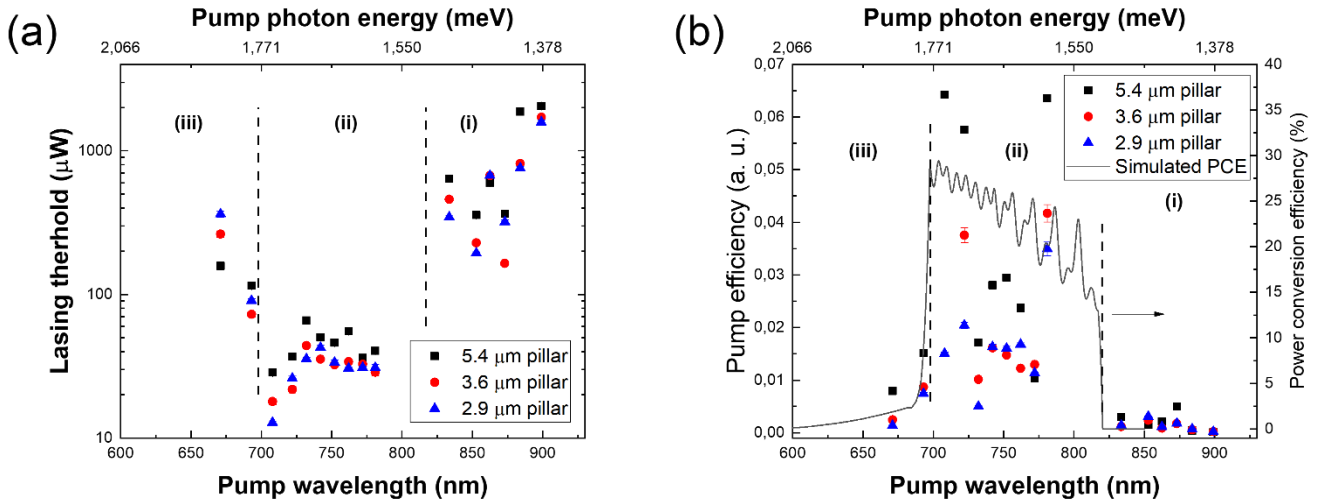 (a)
Pump photon energy (meV)
2,066 1,771 1,550 1,378
Lasing therhold (μW)
1000
100
10
(iii) (ii) (i)
5.4 μm pillar
3.6 μm pillar
2.9 μm pillar
600 650 700 750 800 850 900
Pump wavelength (nm)
(b)
Pump photon energy (meV)
2,066 1,771 1,550 1,378
Pump efficiency (a. u.)
0,07
0,06
0,05
0,04
0,03
0,02
0,01
0,00
(iii) (ii) (i)
5.4 μm pillar
3.6 μm pillar
2.9 μm pillar
Simulated PCE
40
35
30
25
20
15
10
5
0
Power conversion efficiency (%)
600 650 700 750 800 850 900
Pump wavelength (nm)